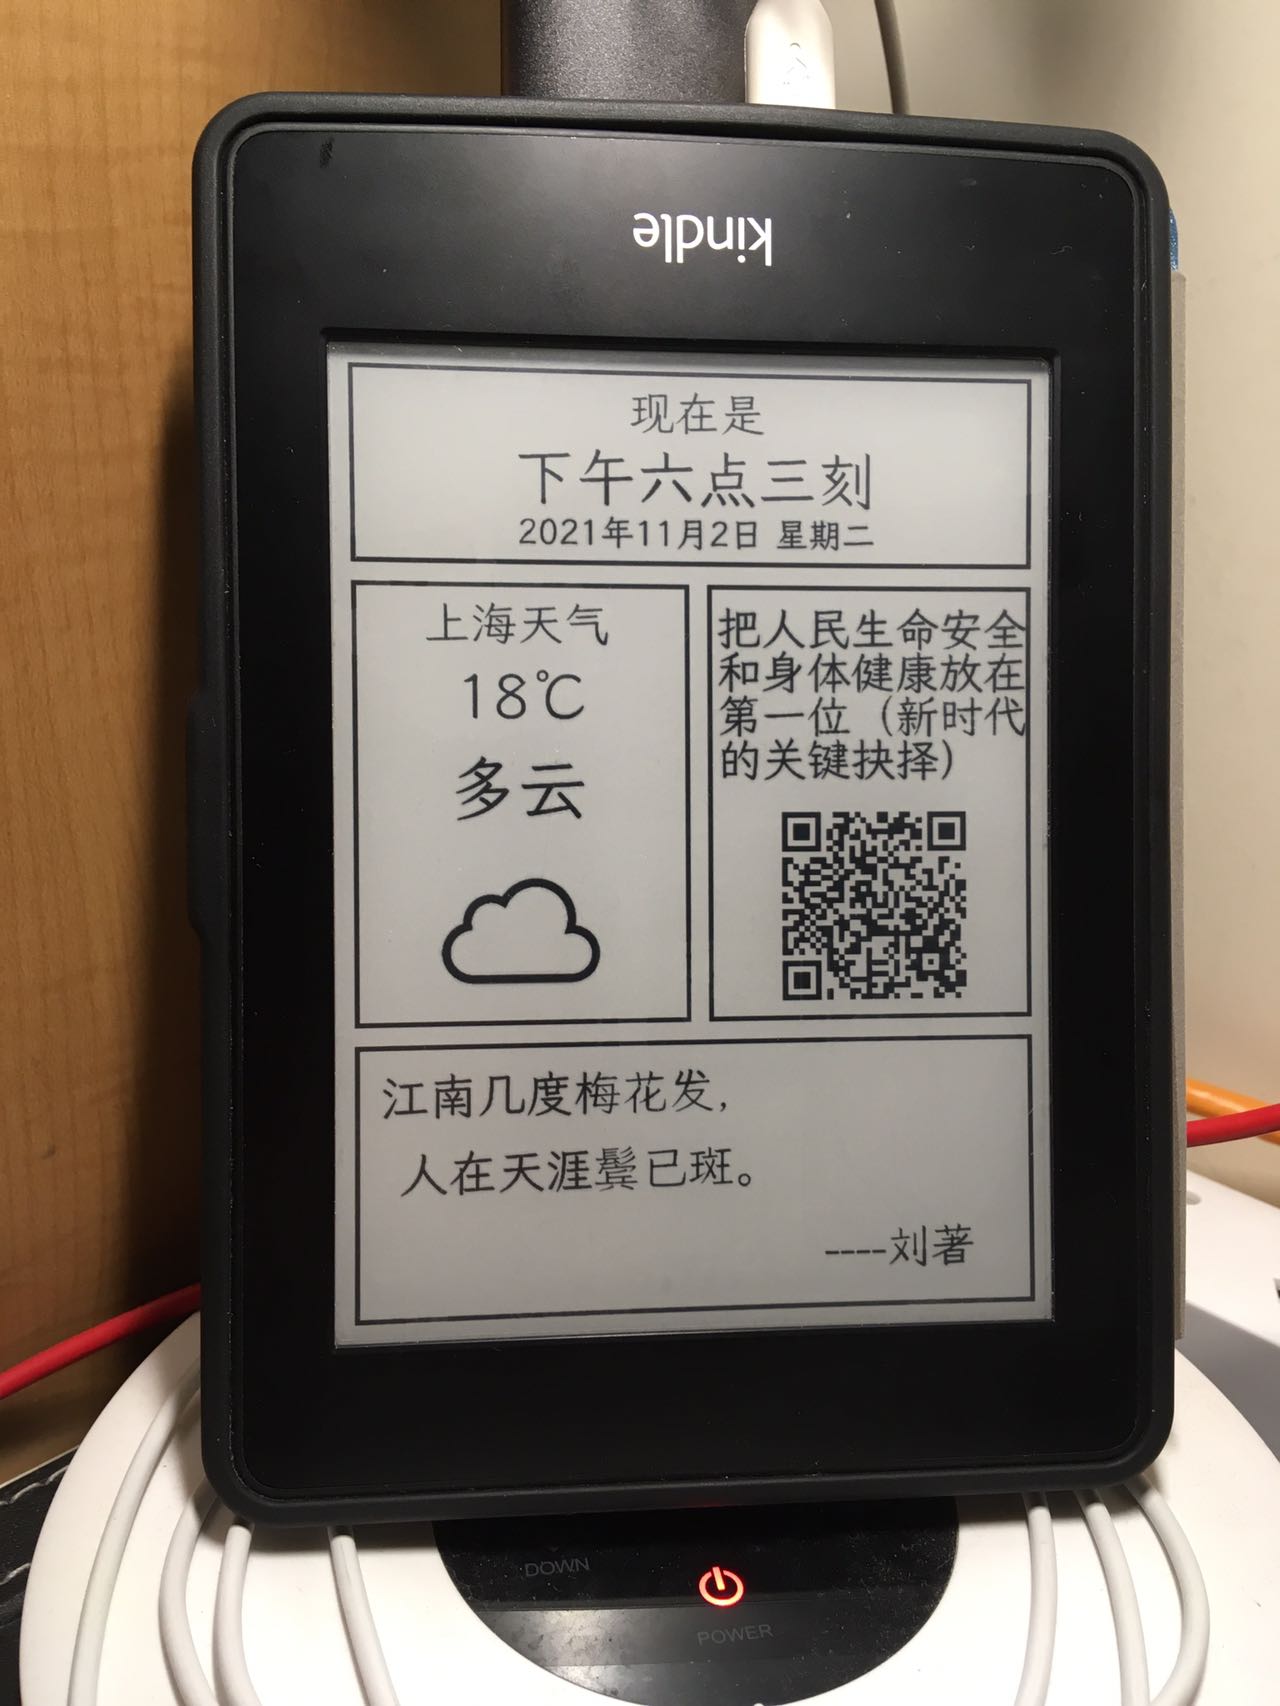 kindle
现在是
下午六点三刻
2021年11月2日 星期二
上海天气
18℃
多云
把人民生命安全
和身体健康放在
第一位（新时代
的关键抉择）
江南几度梅花发，
人在天涯鬓已斑。
----刘著
DOWN
POWER